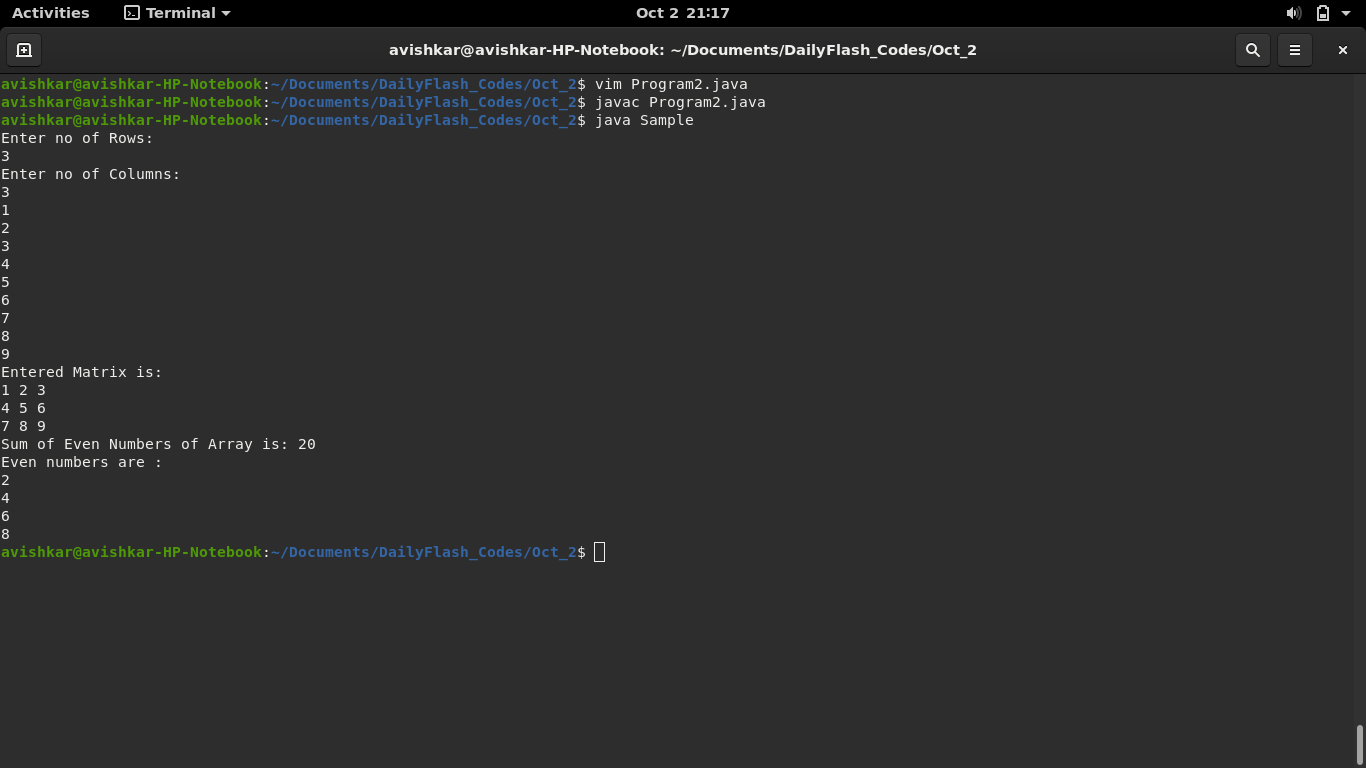 Activities Terminal Oct 2 21:17
avishkar@avishkar-HP-Notebook: ~/Documents/DailyFlash_Codes/Oct_2
avishkar@avishkar-HP-Notebook:~/Documents/DailyFlash_Codes/Oct_2$ vim Program2.java
avishkar@avishkar-HP-Notebook:~/Documents/DailyFlash_Codes/Oct_2$ javac Program2.java
avishkar@avishkar-HP-Notebook:~/Documents/DailyFlash_Codes/Oct_2$ java Sample
Enter no of Rows:
3
Enter no of Columns:
3
1
2
3
4
5
6
7
8
9
Entered Matrix is:
1 2 3
4 5 6
7 8 9
Sum of Even Numbers of Array is: 20
Even numbers are :
2
4
6
8
avishkar@avishkar-HP-Notebook:~/Documents/DailyFlash_Codes/Oct_2$